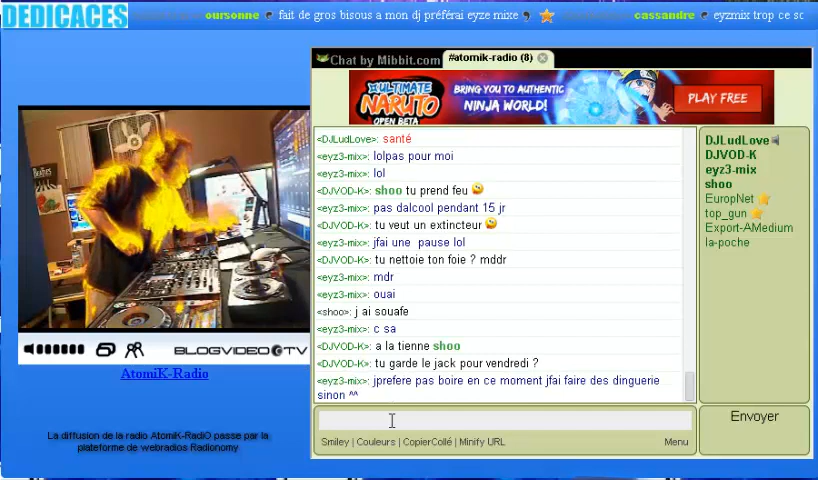 DEDICACES
oursonne fait de gros bisous a mon dj préférai eyze mixe cassandre eyzmix trop ce sc
Chat by Mibbit.com
#atomik-radio (8)
ULTIMATE
NARUTO
OPEN BETA
BRING YOU TO AUTHENTIC
NINJA WORLD!
PLAY FREE
<DJLudLove>: santé
<eyz3-mix>: lolpas pour moi
<eyz3-mix>: lol
<DJVOD-K>: shoo tu prend feu
<eyz3-mix>: pas dalcool pendant 15 jr
<DJVOD-K>: tu veut un extincteur
<eyz3-mix>: jfai une pause lol
<DJVOD-K>: tu nettoie ton foie ? mddr
<eyz3-mix>: mdr
<eyz3-mix>: ouai
<shoo>: j ai souafe
<eyz3-mix>: c sa
<DJVOD-K>: a la tienne shoo
<DJVOD-K>: tu garde le jack pour vendredi ?
<eyz3-mix>: jprefere pas boire en ce moment jfai faire des dinguerie
sinon ^^
DJLudLove
DJVOD-K
eyz3-mix
shoo
EuropNet
top_gun
Export-AMedium
la-poche
Envoyer
Smiley | Couleurs | CopierCollé | Minify URL
Menu
BLOGVIDEO TV
AtomiK-Radio
La diffusion de la radio AtomiK-RadiO passe par la
plateforme de webradios Radionomy